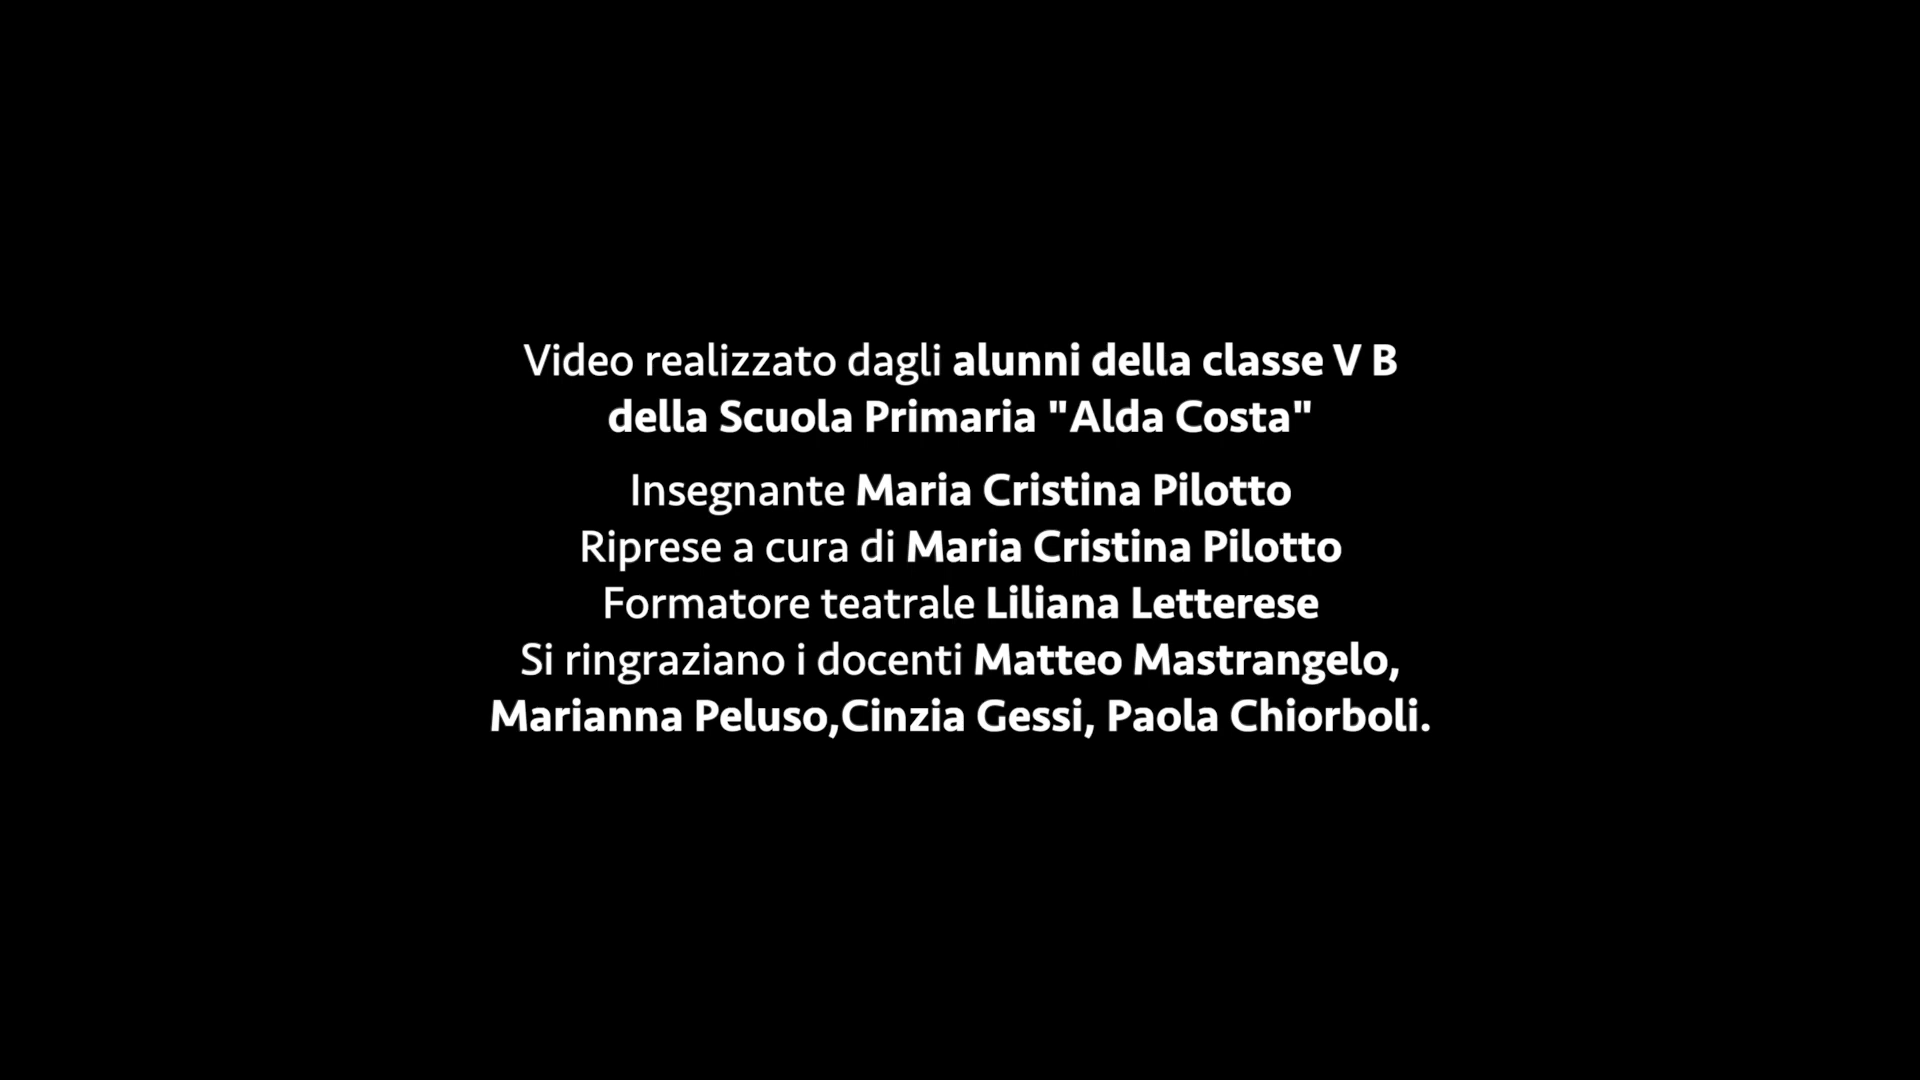 Video realizzato dagli alunni della classe V B
della Scuola Primaria "Alda Costa"
Insegnante Maria Cristina Pilotto
Riprese a cura di Maria Cristina Pilotto
Formatore teatrale Liliana Letterese
Si ringraziano i docenti Matteo Mastrangelo,
Marianna Peluso,Cinzia Gessi, Paola Chiorboli.